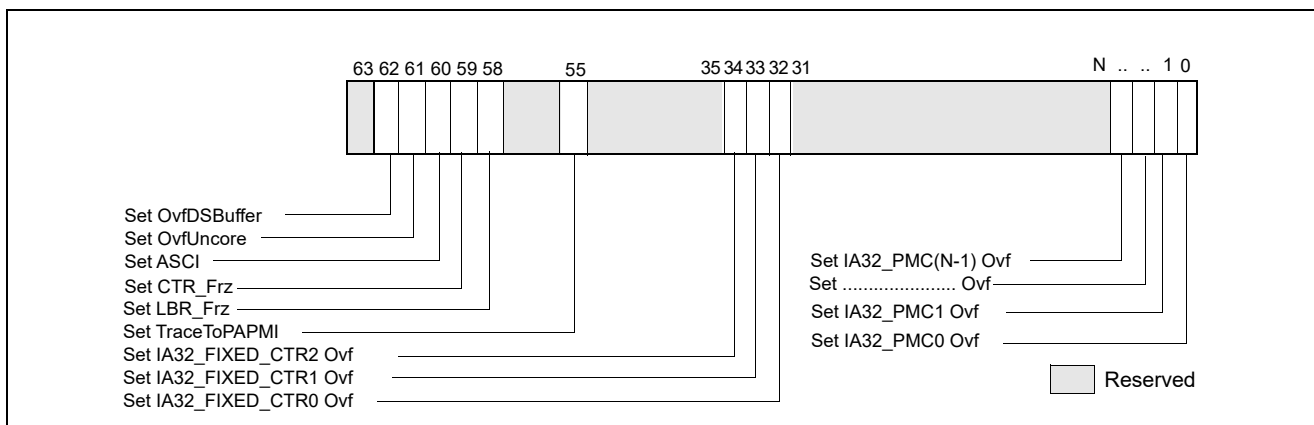 63 62 61 60 59 58 55 35 34 33 32 31 N .. .. 1 0
Set OvfDSBuffer
Set OvfUncore
Set ASCI
Set CTR_Frz
Set LBR_Frz
Set TraceToPAPMI
Set IA32_FIXED_CTR2 Ovf
Set IA32_FIXED_CTR1 Ovf
Set IA32_FIXED_CTR0 Ovf
Set IA32_PMC(N-1) Ovf
Set ...................... Ovf
Set IA32_PMC1 Ovf
Set IA32_PMC0 Ovf
Reserved